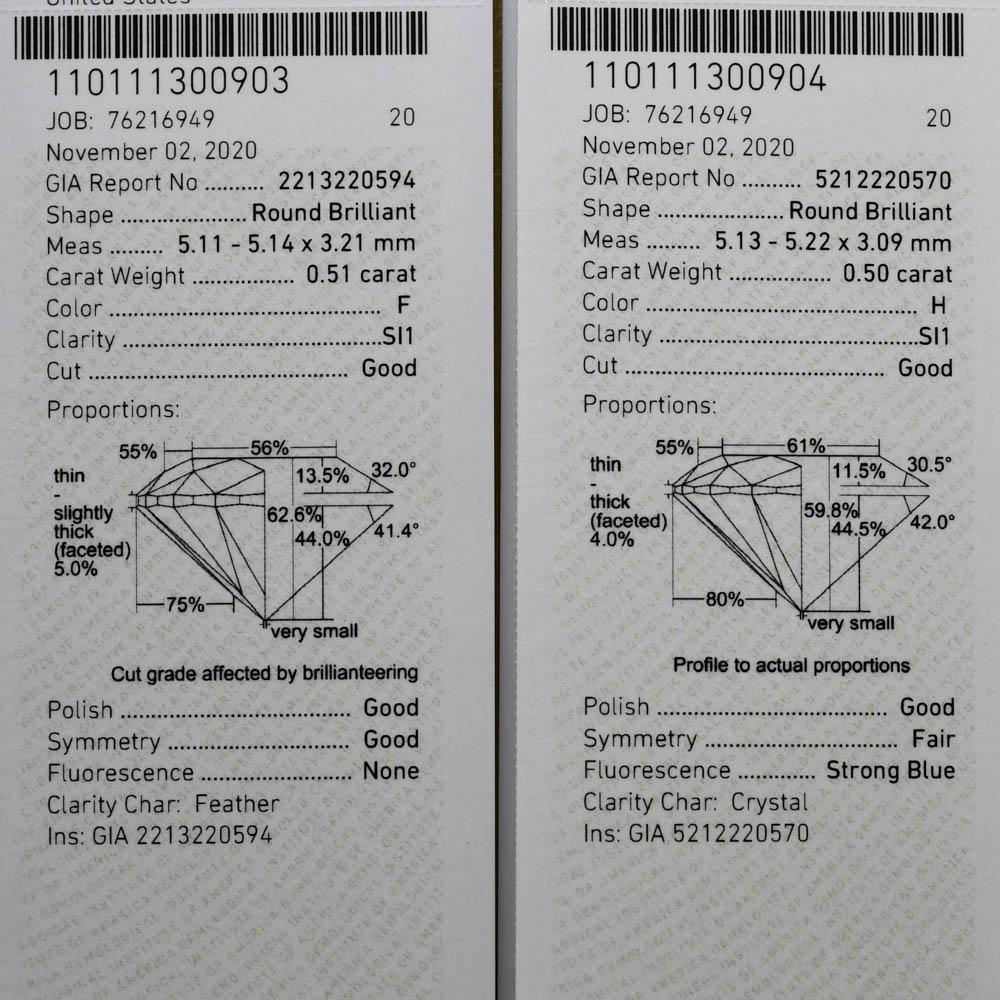 United States
110111300903
JOB: 76216949 20
November 02, 2020
GIA Report No .......... 2213220594
Shape .................... Round Brilliant
Meas ......... 5.11 - 5.14 x 3.21 mm
Carat Weight ................. 0.51 carat
Color ............................................. F
Clarity ...............................................SI1
Cut ........................................... Good
Proportions:
55% 56%
thin - slightly thick (faceted) 5.0%
13.5% 32.0°
62.6%
44.0% 41.4°
75%
very small
Cut grade affected by brillianteering
Polish ...................................... Good
Symmetry .............................. Good
Fluorescence ......................... None
Clarity Char: Feather
Ins: GIA 2213220594
110111300904
JOB: 76216949 20
November 02, 2020
GIA Report No .......... 5212220570
Shape .................... Round Brilliant
Meas ......... 5.13 - 5.22 x 3.09 mm
Carat Weight ................. 0.50 carat
Color ............................................. H
Clarity ...............................................SI1
Cut ........................................... Good
Proportions:
55% 61%
thin - thick (faceted) 4.0%
11.5% 30.5°
59.8%
44.5% 42.0°
80%
very small
Profile to actual proportions
Polish ...................................... Good
Symmetry ................................ Fair
Fluorescence ............. Strong Blue
Clarity Char: Crystal
Ins: GIA 5212220570